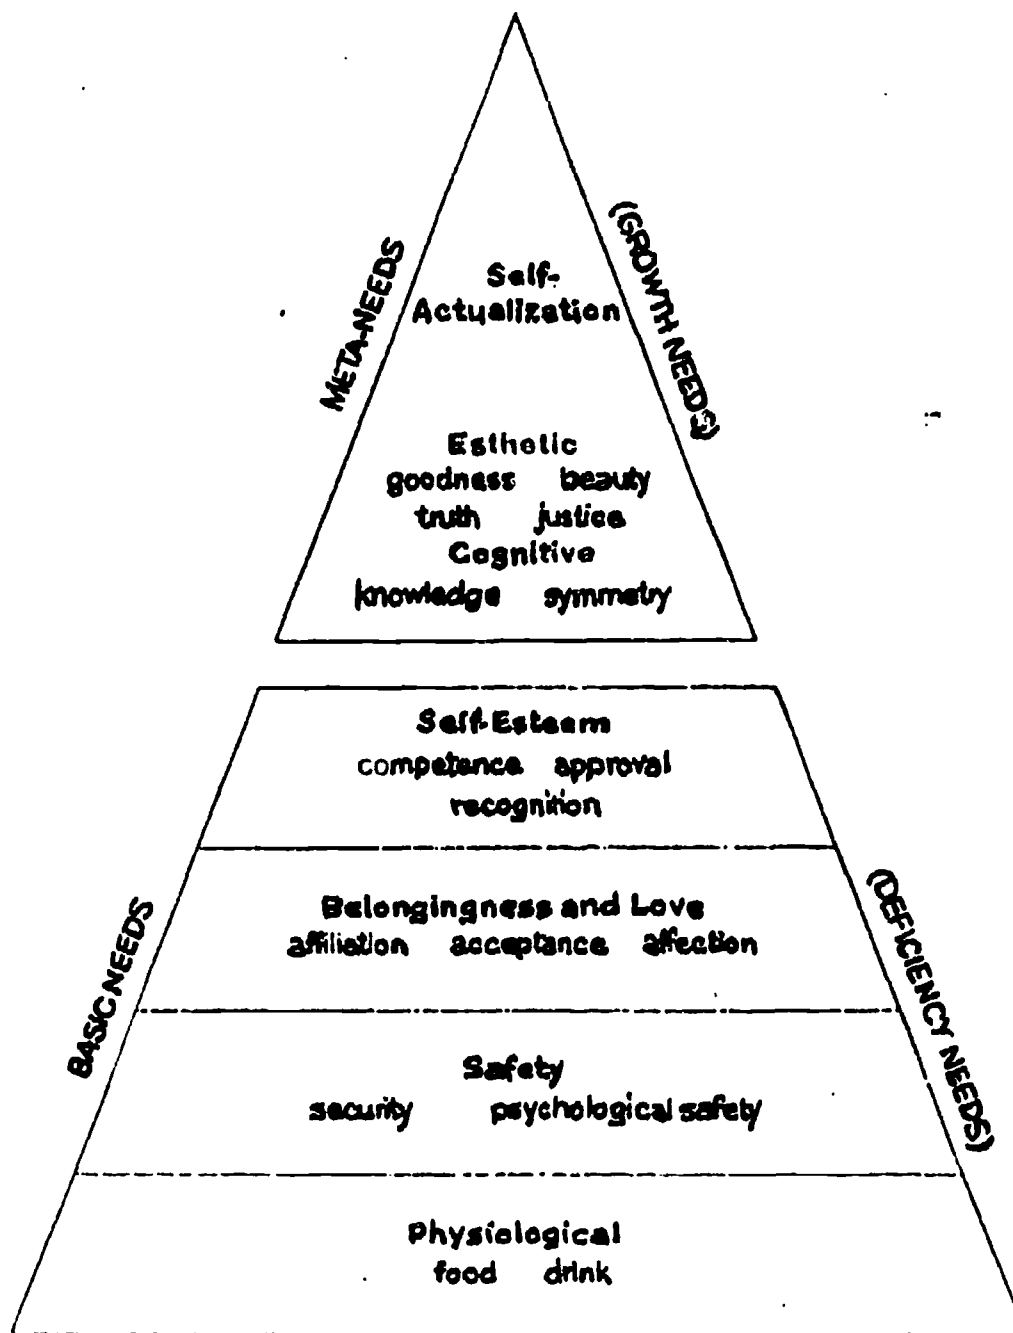 META-NEEDS
(GROWTH NEEDS)
Self-
Actualization
Esthetic
goodness beauty
truth justice
Cognitive
knowledge symmetry
Self-Esteem
competence approval
recognition
BASIC NEEDS
(DEFICIENCY NEEDS)
Belongingness and Love
affiliation acceptance affection
Safety
security psychological safety
Physiological
food drink